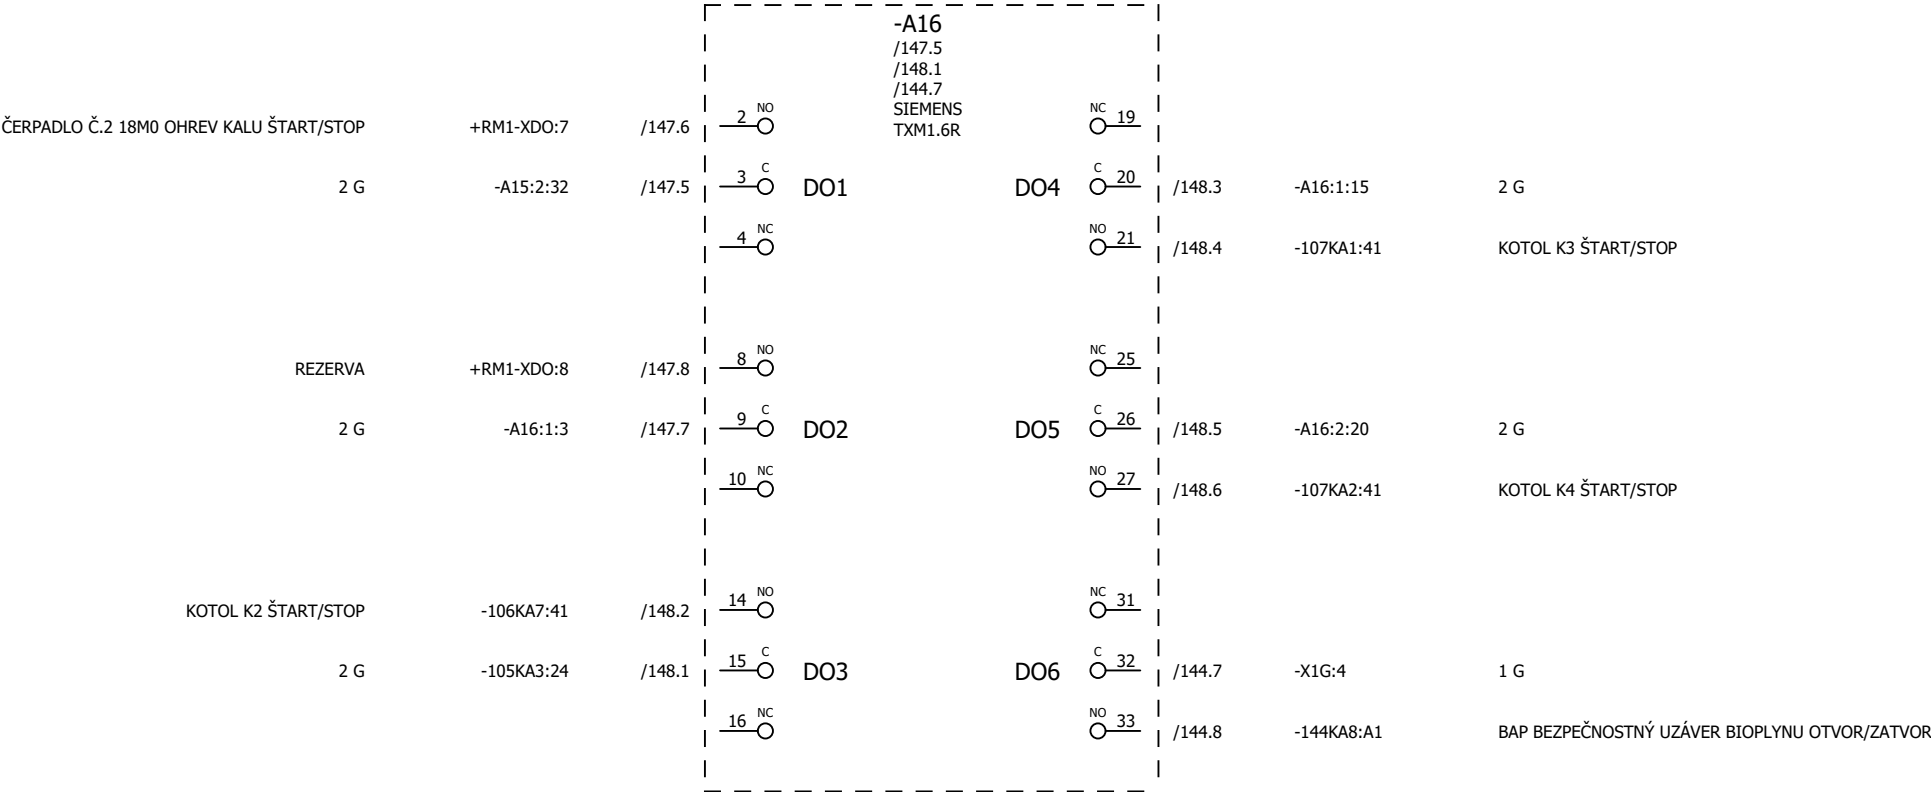 -A16
/147.5
/148.1
/144.7
SIEMENS
TXM1.6R
ČERPADLO Č.2 18M0 OHREV KALU ŠTART/STOP +RM1-XDO:7 /147.6 2 NO
NC 19
2 G -A15:2:32 /147.5 3 C DO1
DO4 C 20 /148.3 -A16:1:15 2 G
4 NC
NO 21 /148.4 -107KA1:41 KOTOL K3 ŠTART/STOP
REZERVA +RM1-XDO:8 /147.8 8 NO
NC 25
2 G -A16:1:3 /147.7 9 C DO2
DO5 C 26 /148.5 -A16:2:20 2 G
10 NC
NO 27 /148.6 -107KA2:41 KOTOL K4 ŠTART/STOP
KOTOL K2 ŠTART/STOP -106KA7:41 /148.2 14 NO
NC 31
2 G -105KA3:24 /148.1 15 C DO3
DO6 C 32 /144.7 -X1G:4 1 G
16 NC
NO 33 /144.8 -144KA8:A1 BAP BEZPEČNOSTNÝ UZÁVER BIOPLYNU OTVOR/ZATVOR